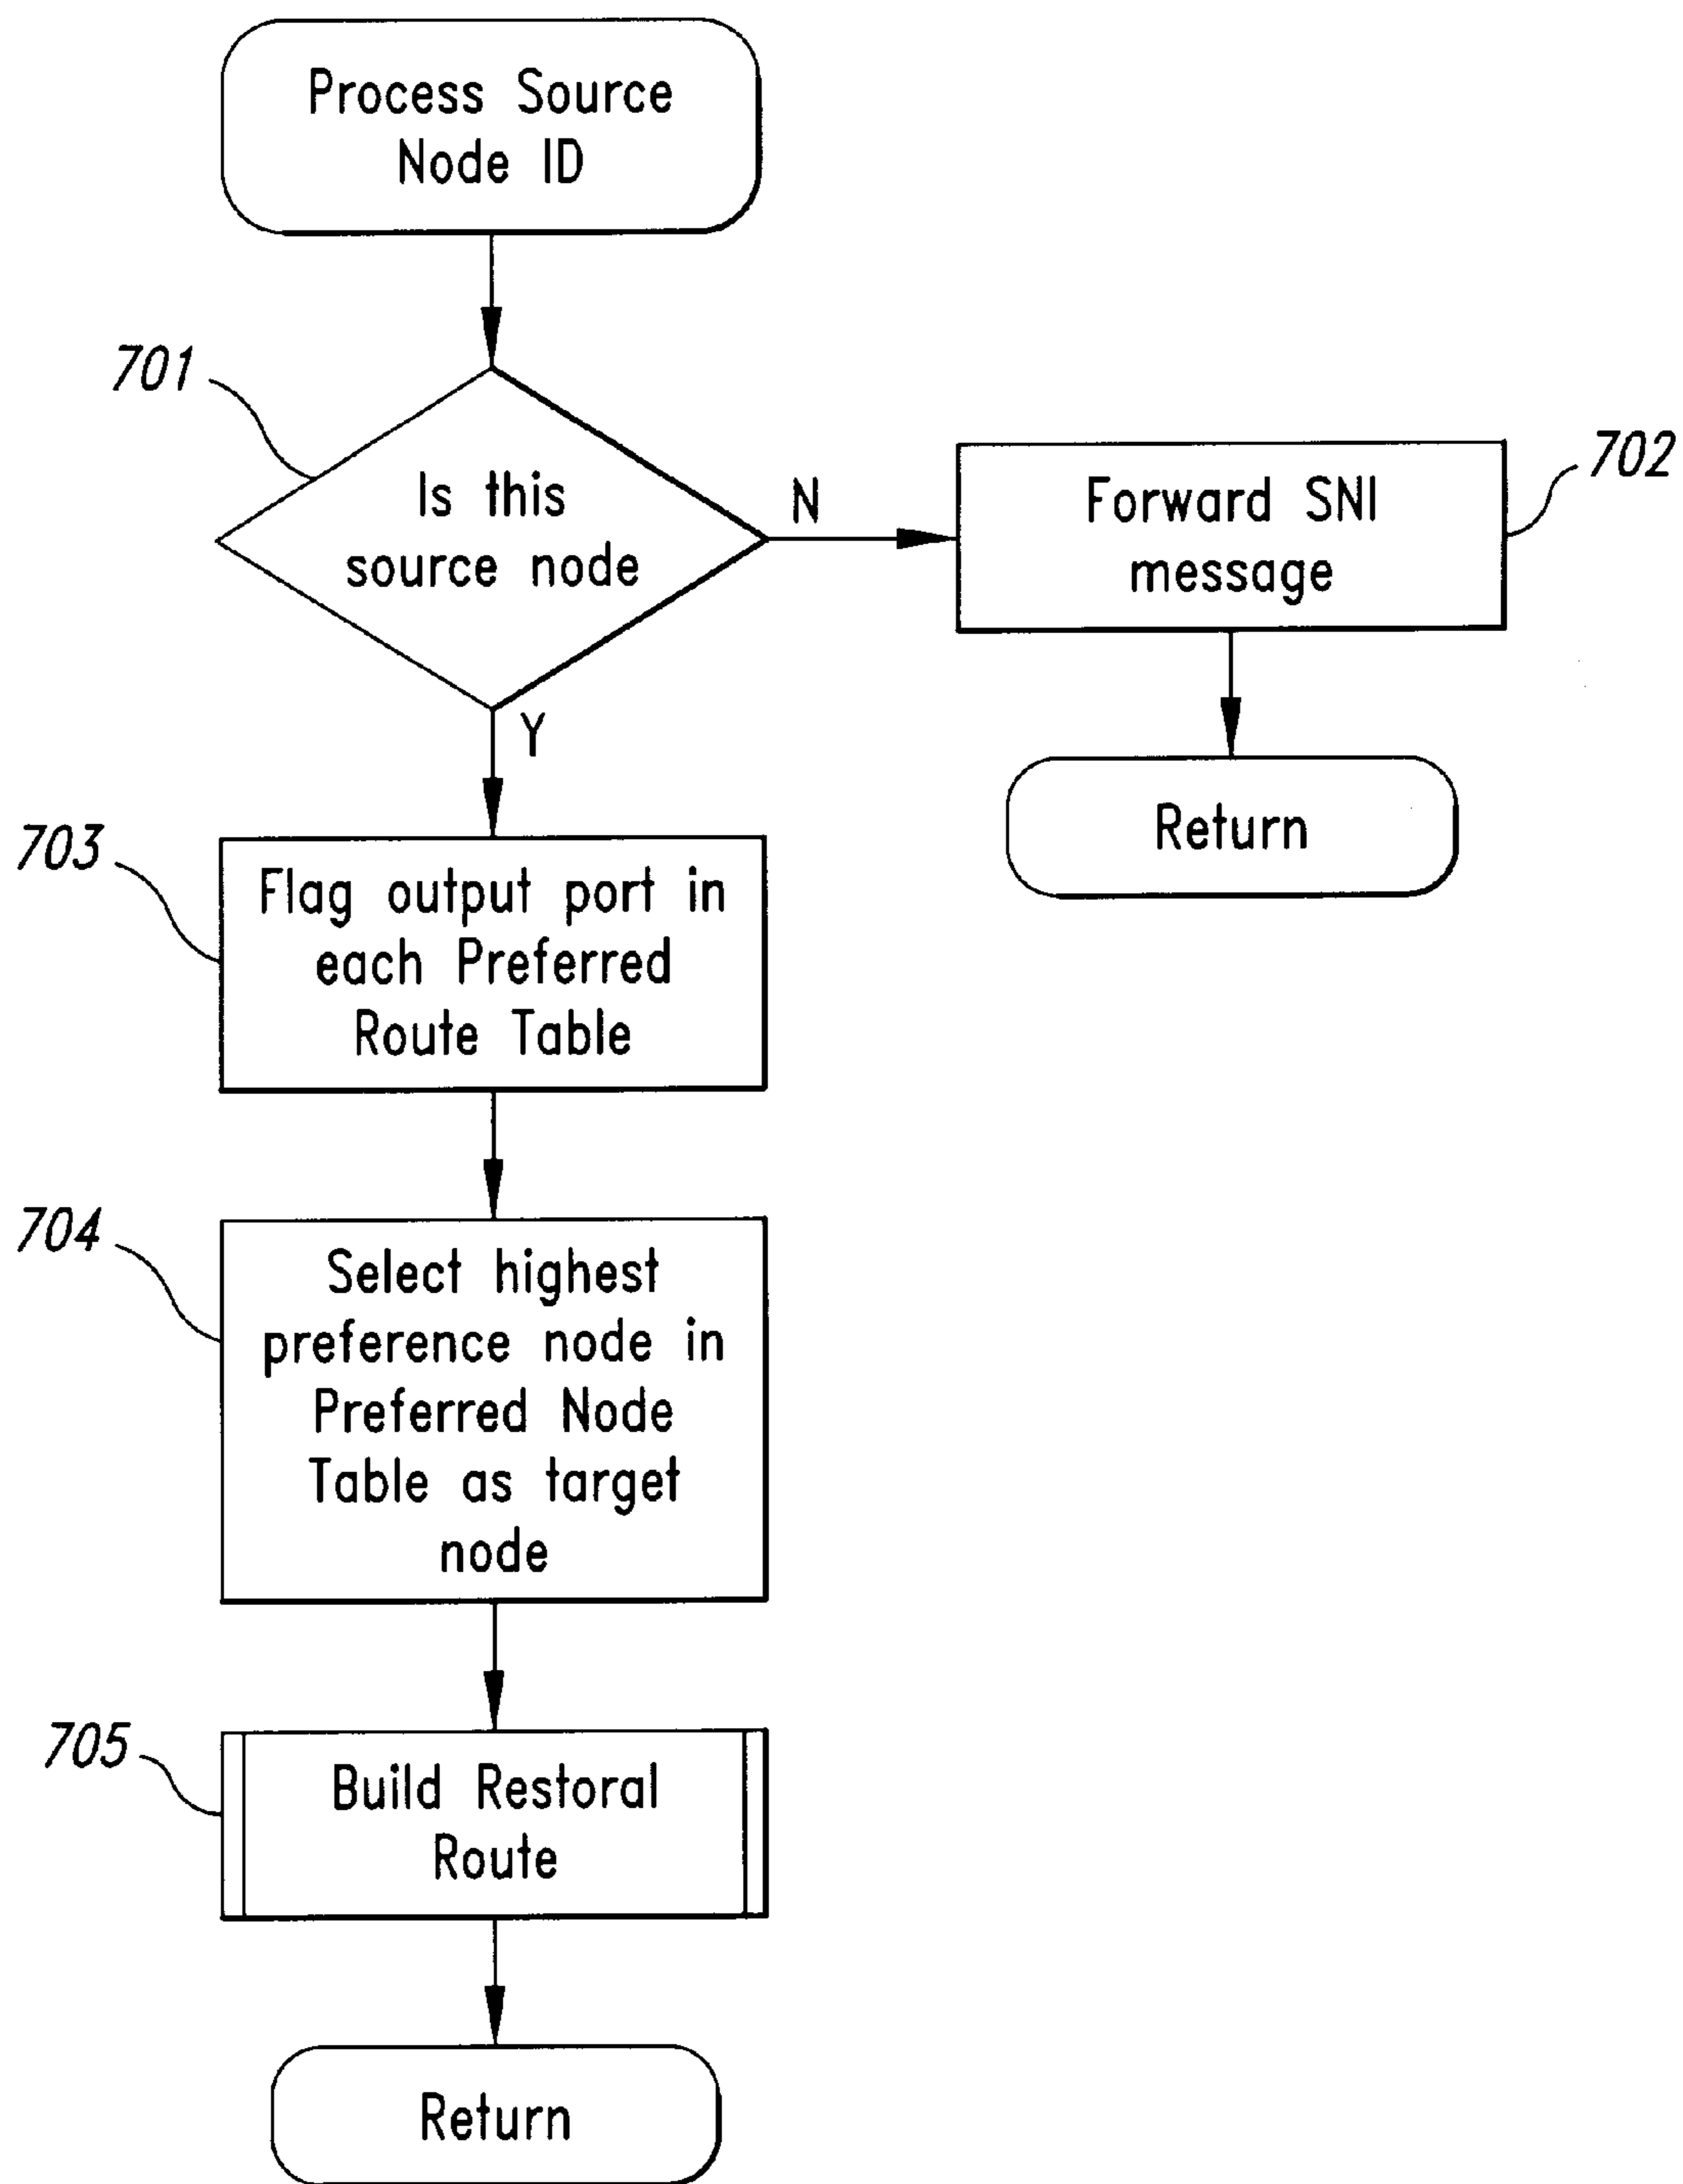 Process Source
Node ID
701
Is this
source node
N
Forward SNI
message
702
Y
Return
703
Flag output port in
each Preferred
Route Table
704
Select highest
preference node in
Preferred Node
Table as target
node
705
Build Restoral
Route
Return